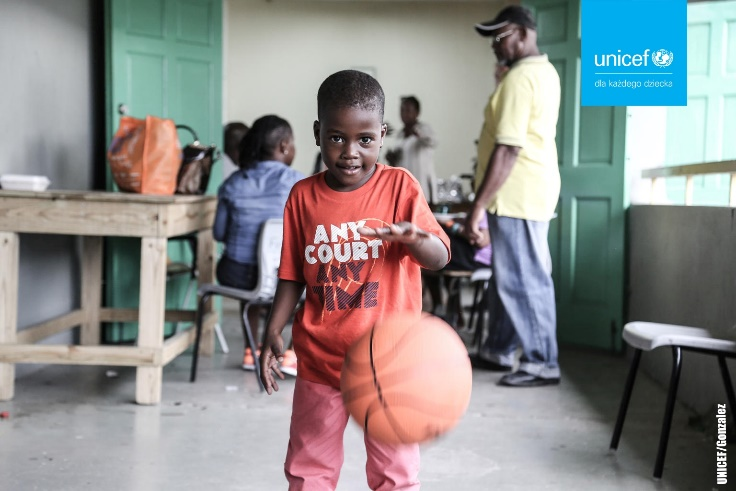 unicef
dla każdego dziecka
ANY
COURT
ANY
TIME
UNICEF/Gonzalez